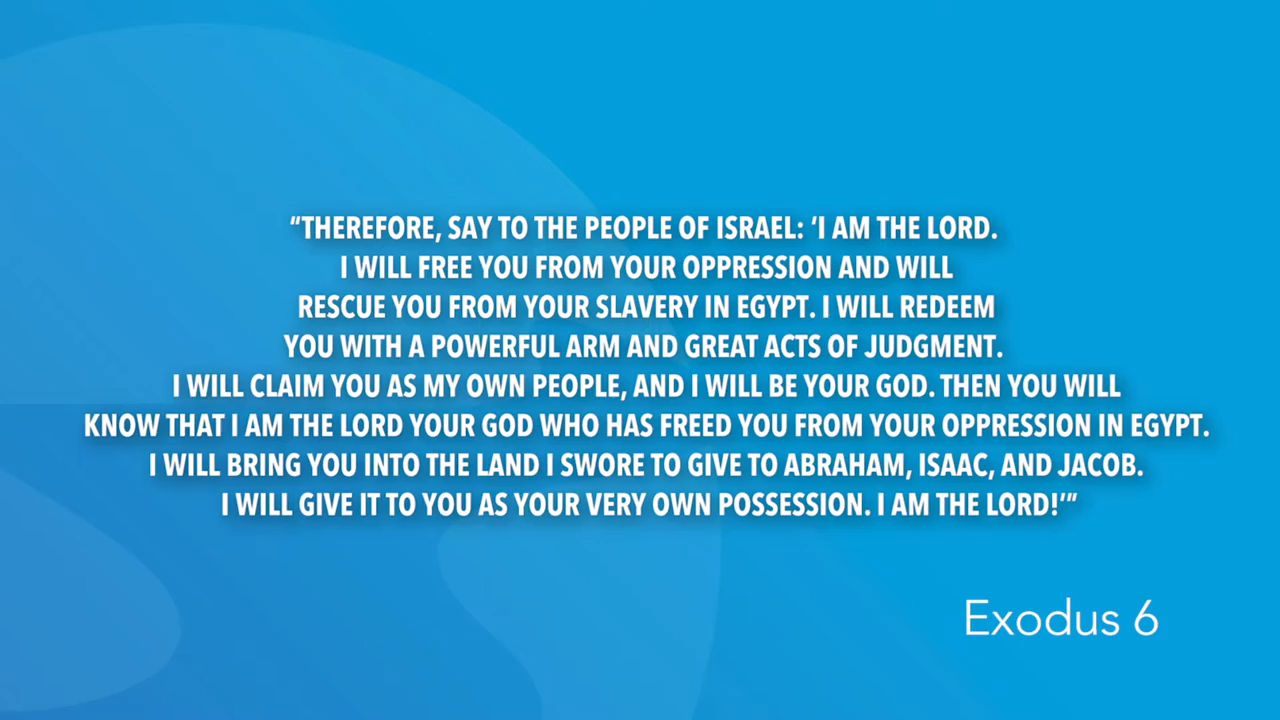 “THEREFORE, SAY TO THE PEOPLE OF ISRAEL: ‘I AM THE LORD.
I WILL FREE YOU FROM YOUR OPPRESSION AND WILL
RESCUE YOU FROM YOUR SLAVERY IN EGYPT. I WILL REDEEM
YOU WITH A POWERFUL ARM AND GREAT ACTS OF JUDGMENT.
I WILL CLAIM YOU AS MY OWN PEOPLE, AND I WILL BE YOUR GOD. THEN YOU WILL
KNOW THAT I AM THE LORD YOUR GOD WHO HAS FREED YOU FROM YOUR OPPRESSION IN EGYPT.
I WILL BRING YOU INTO THE LAND I SWORE TO GIVE TO ABRAHAM, ISAAC, AND JACOB.
I WILL GIVE IT TO YOU AS YOUR VERY OWN POSSESSION. I AM THE LORD!’”
Exodus 6